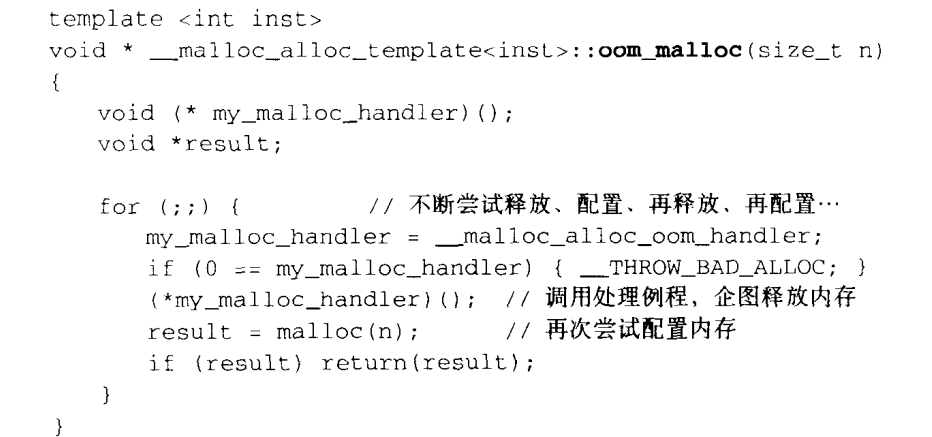 template <int inst>
void * __malloc_alloc_template<inst>::oom_malloc(size_t n)
{
void (* my_malloc_handler)();
void *result;
for (;;) { // 不断尝试释放、配置、再释放、再配置…
my_malloc_handler = __malloc_alloc_oom_handler;
if (0 == my_malloc_handler) { __THROW_BAD_ALLOC; }
(*my_malloc_handler)(); // 调用处理例程，企图释放内存
result = malloc(n); // 再次尝试配置内存
if (result) return(result);
}
}